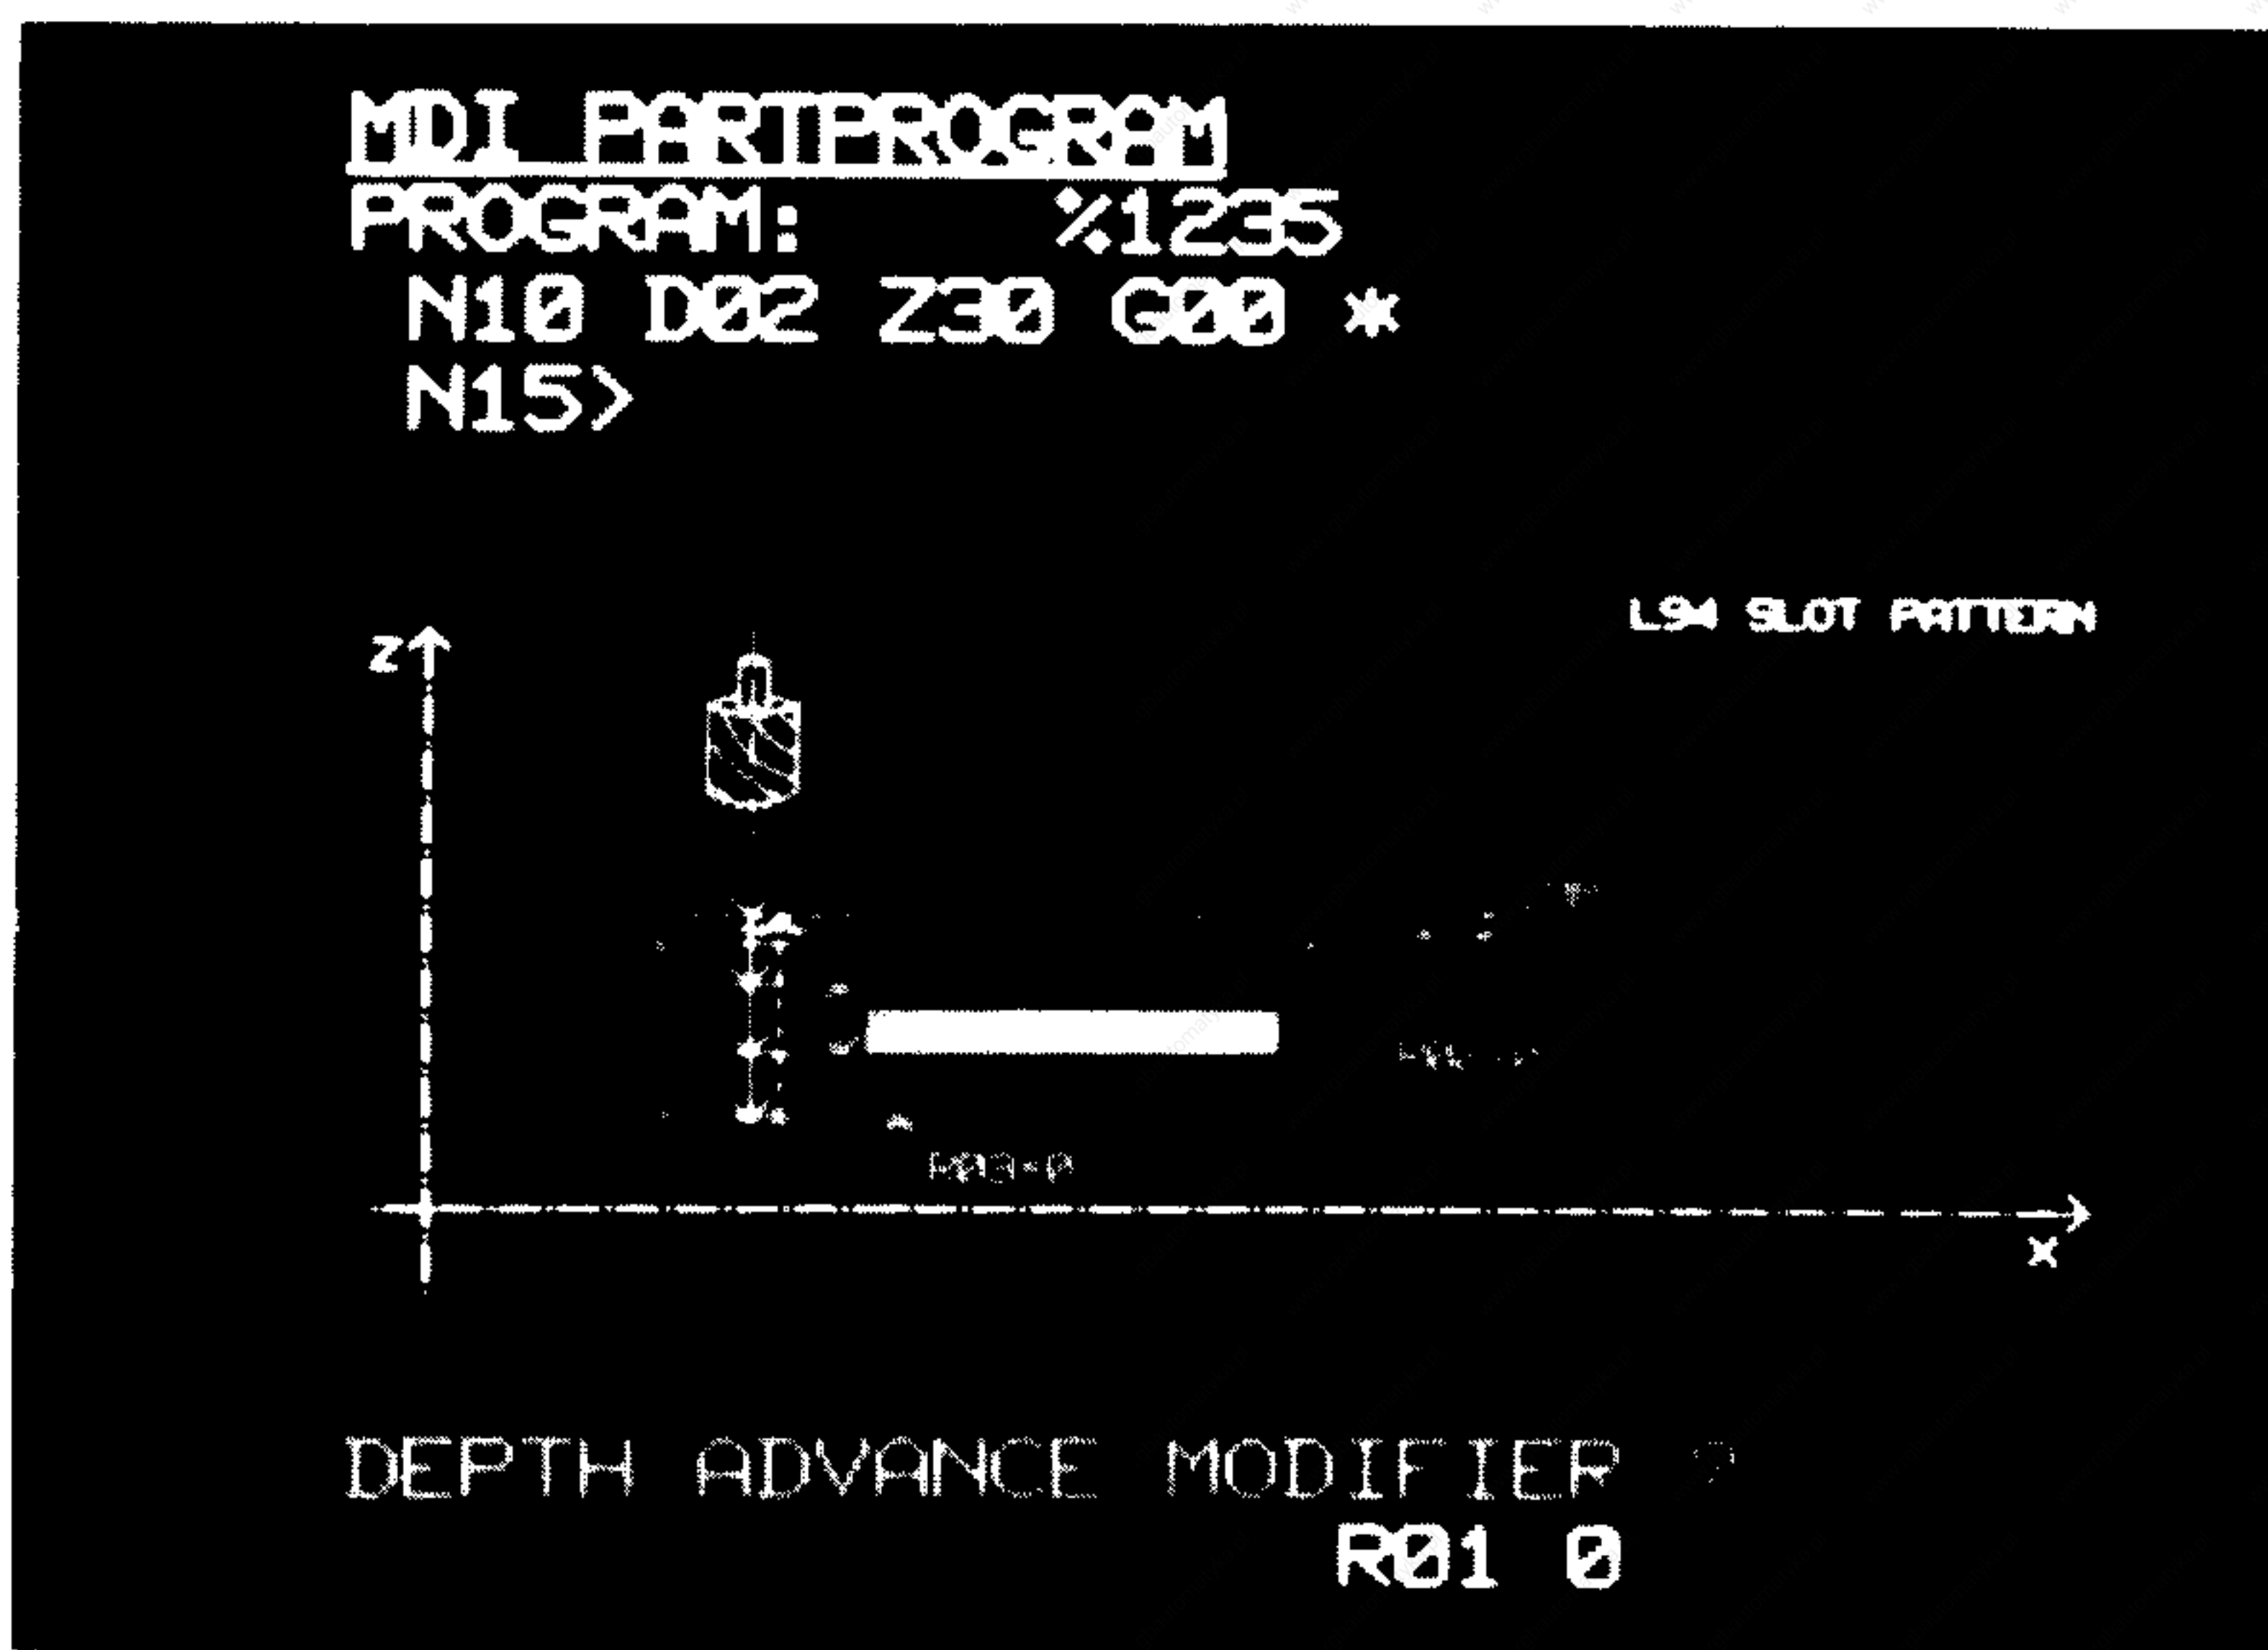 MDI PARTPROGRAM
PROGRAM: %1235
N10 D02 Z30 G00 *
N15>
L94 SLOT PATTERN
Z
X
DEPTH ADVANCE MODIFIER ?
R01 0